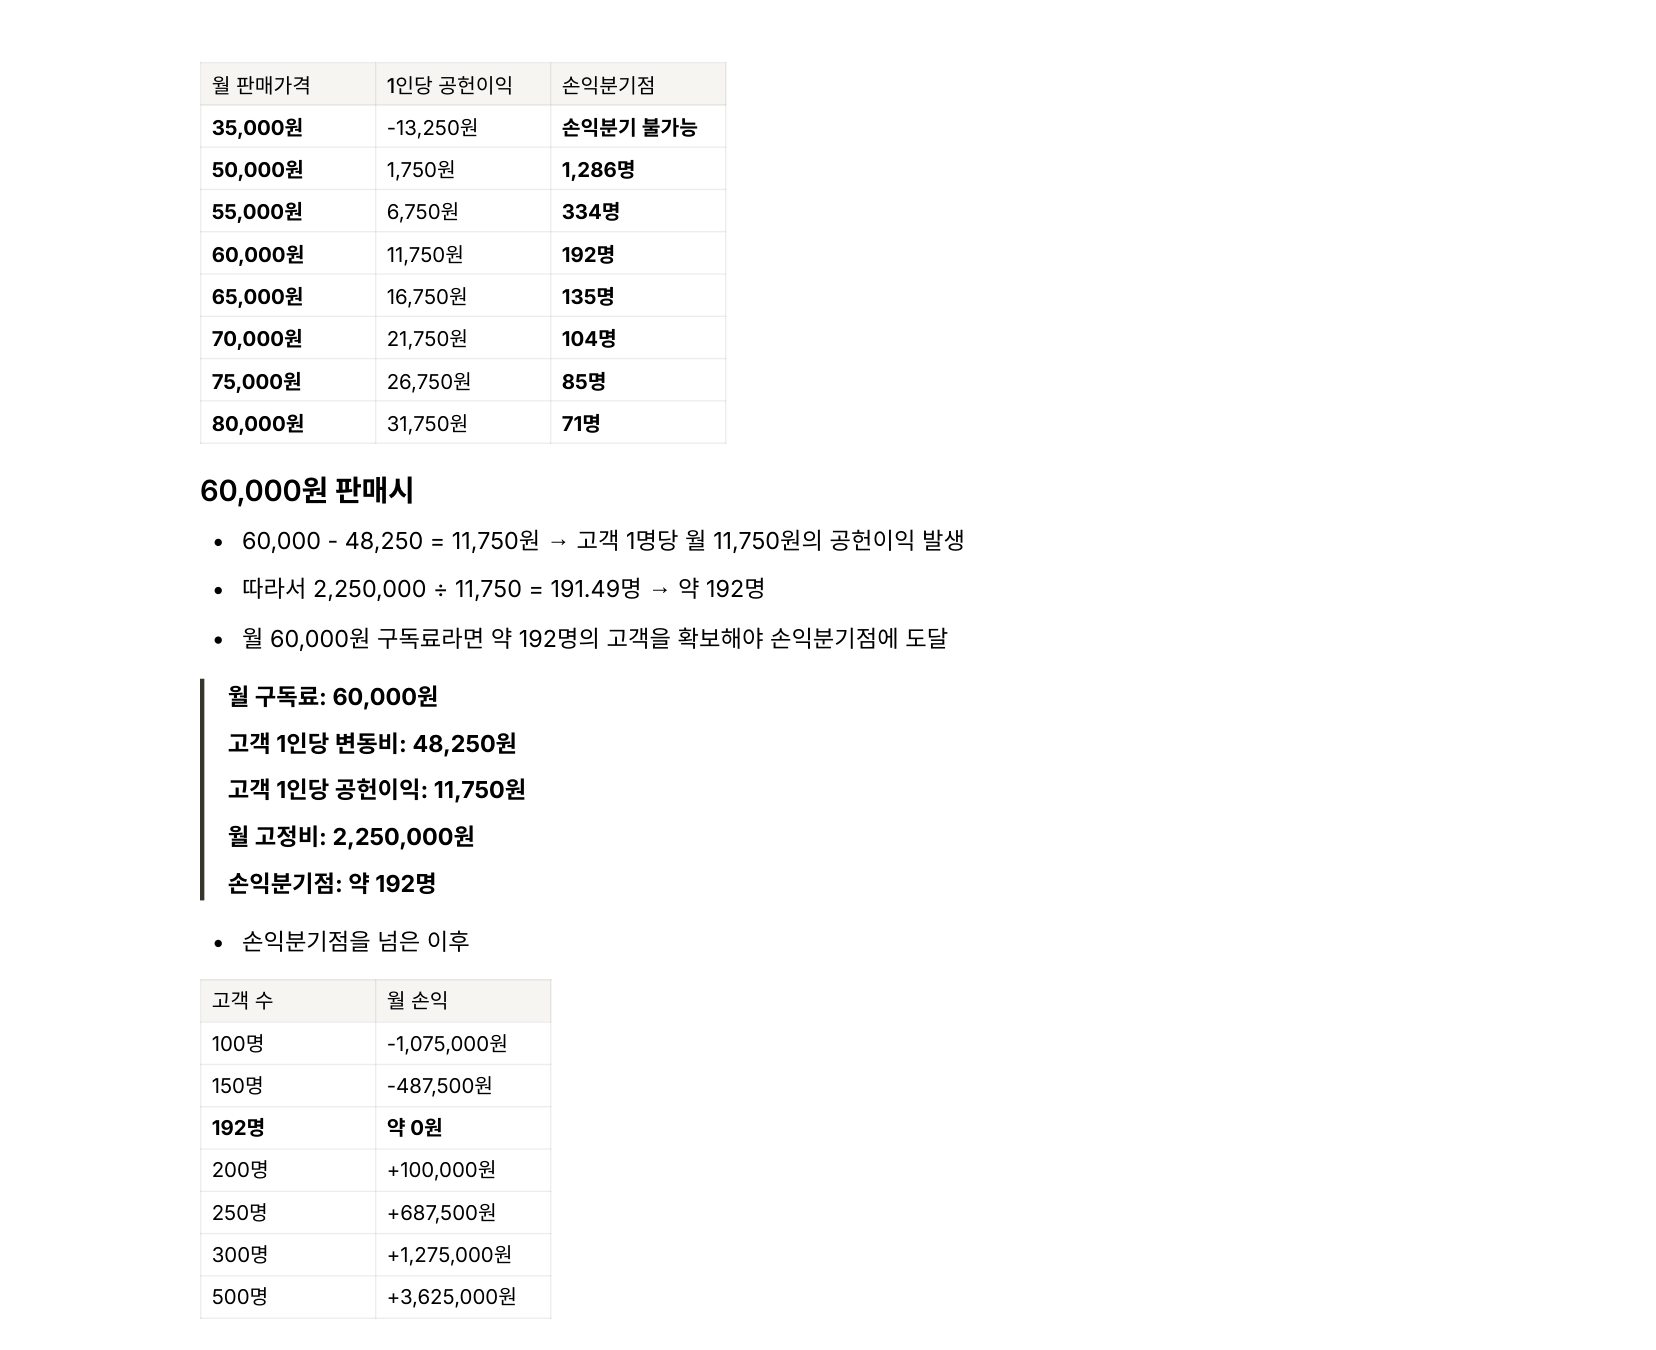 월 판매가격 1인당 공헌이익 손익분기점
35,000원 -13,250원 손익분기 불가능
50,000원 1,750원 1,286명
55,000원 6,750원 334명
60,000원 11,750원 192명
65,000원 16,750원 135명
70,000원 21,750원 104명
75,000원 26,750원 85명
80,000원 31,750원 71명
60,000원 판매시
• 60,000 - 48,250 = 11,750원 → 고객 1명당 월 11,750원의 공헌이익 발생
• 따라서 2,250,000 ÷ 11,750 = 191.49명 → 약 192명
• 월 60,000원 구독료라면 약 192명의 고객을 확보해야 손익분기점에 도달
월 구독료: 60,000원
고객 1인당 변동비: 48,250원
고객 1인당 공헌이익: 11,750원
월 고정비: 2,250,000원
손익분기점: 약 192명
• 손익분기점을 넘은 이후
고객 수 월 손익
100명 -1,075,000원
150명 -487,500원
192명 약 0원
200명 +100,000원
250명 +687,500원
300명 +1,275,000원
500명 +3,625,000원